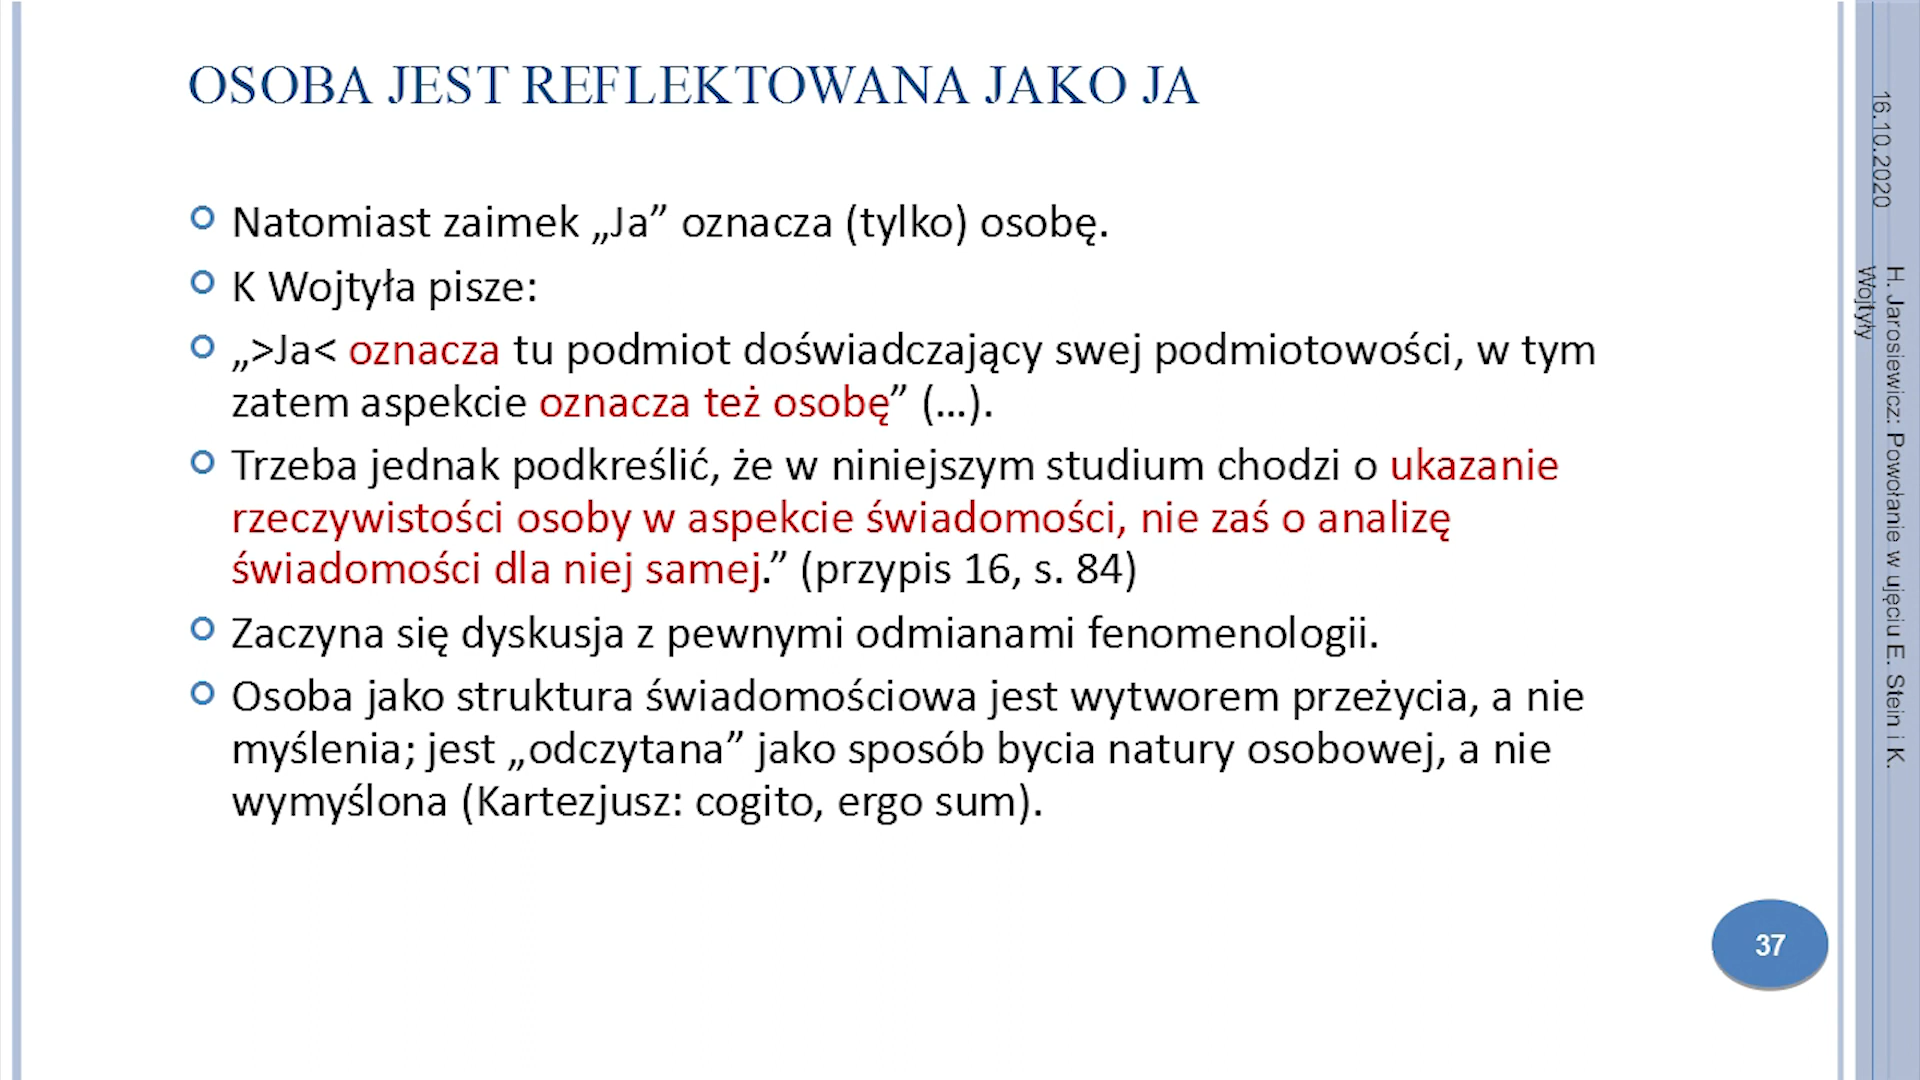 OSOBA JEST REFLEKTOWANA JAKO JA
Natomiast zaimek „Ja” oznacza (tylko) osobę.
K Wojtyła pisze:
„>Ja< oznacza tu podmiot doświadczający swej podmiotowości, w tym
zatem aspekcie oznacza też osobę” (…).
Trzeba jednak podkreślić, że w niniejszym studium chodzi o ukazanie
rzeczywistości osoby w aspekcie świadomości, nie zaś o analizę
świadomości dla niej samej.” (przypis 16, s. 84)
Zaczyna się dyskusja z pewnymi odmianami fenomenologii.
Osoba jako struktura świadomościowa jest wytworem przeżycia, a nie
myślenia; jest „odczytana” jako sposób bycia natury osobowej, a nie
wymyślona (Kartezjusz: cogito, ergo sum).
16.10.2020
H. Jarosiewicz: Powołanie w ujęciu E. Stein i K.
Wojtyły
37